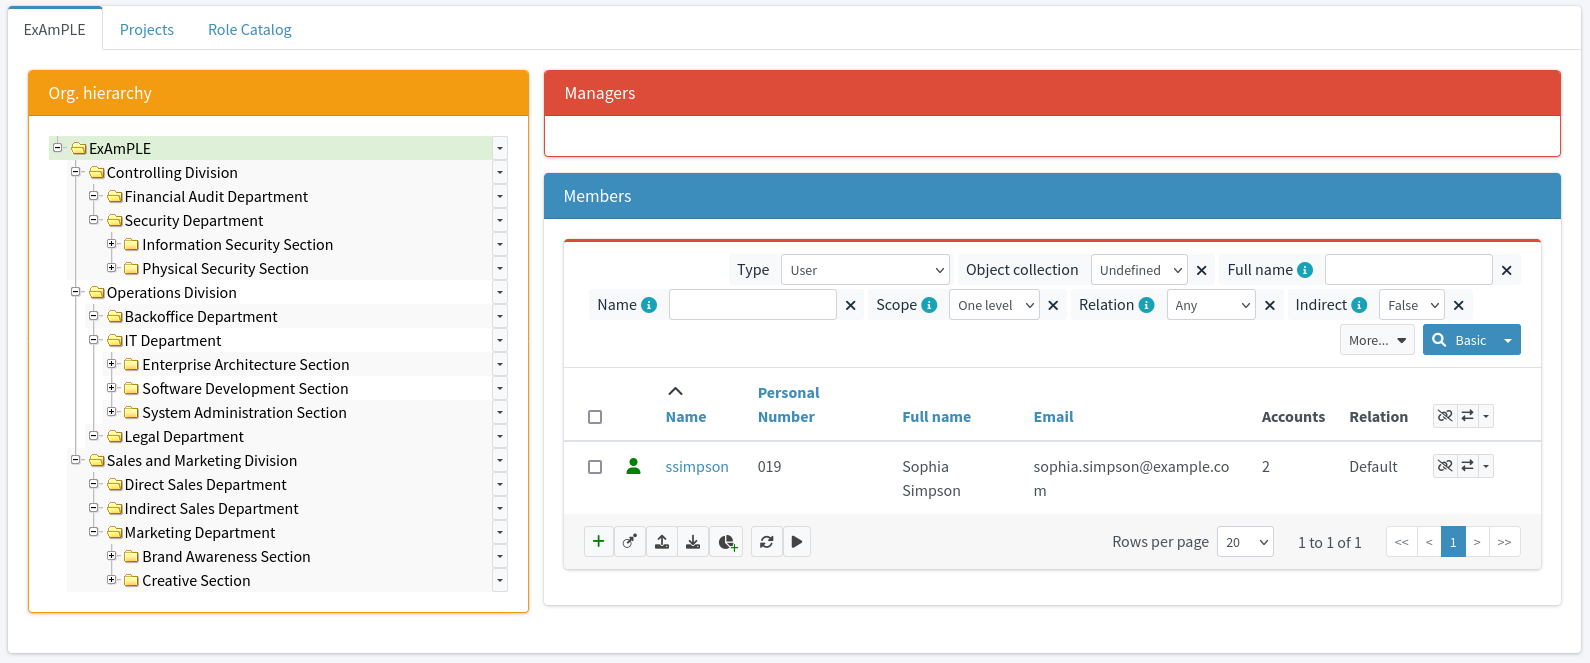 ExAmPLE Projects Role Catalog
Org. hierarchy
ExAmPLE
Controlling Division
Financial Audit Department
Security Department
Information Security Section
Physical Security Section
Operations Division
Backoffice Department
IT Department
Enterprise Architecture Section
Software Development Section
System Administration Section
Legal Department
Sales and Marketing Division
Direct Sales Department
Indirect Sales Department
Marketing Department
Brand Awareness Section
Creative Section
Managers
Members
Type User Object collection Undefined Full name
Name Scope One level Relation Any Indirect False
More... Basic
Personal
Name Number Full name Email Accounts Relation
ssimpson 019 Sophia sophia.simpson@example.co 2 Default
Simpson m
Rows per page 20 1 to 1 of 1 << < 1 > >>